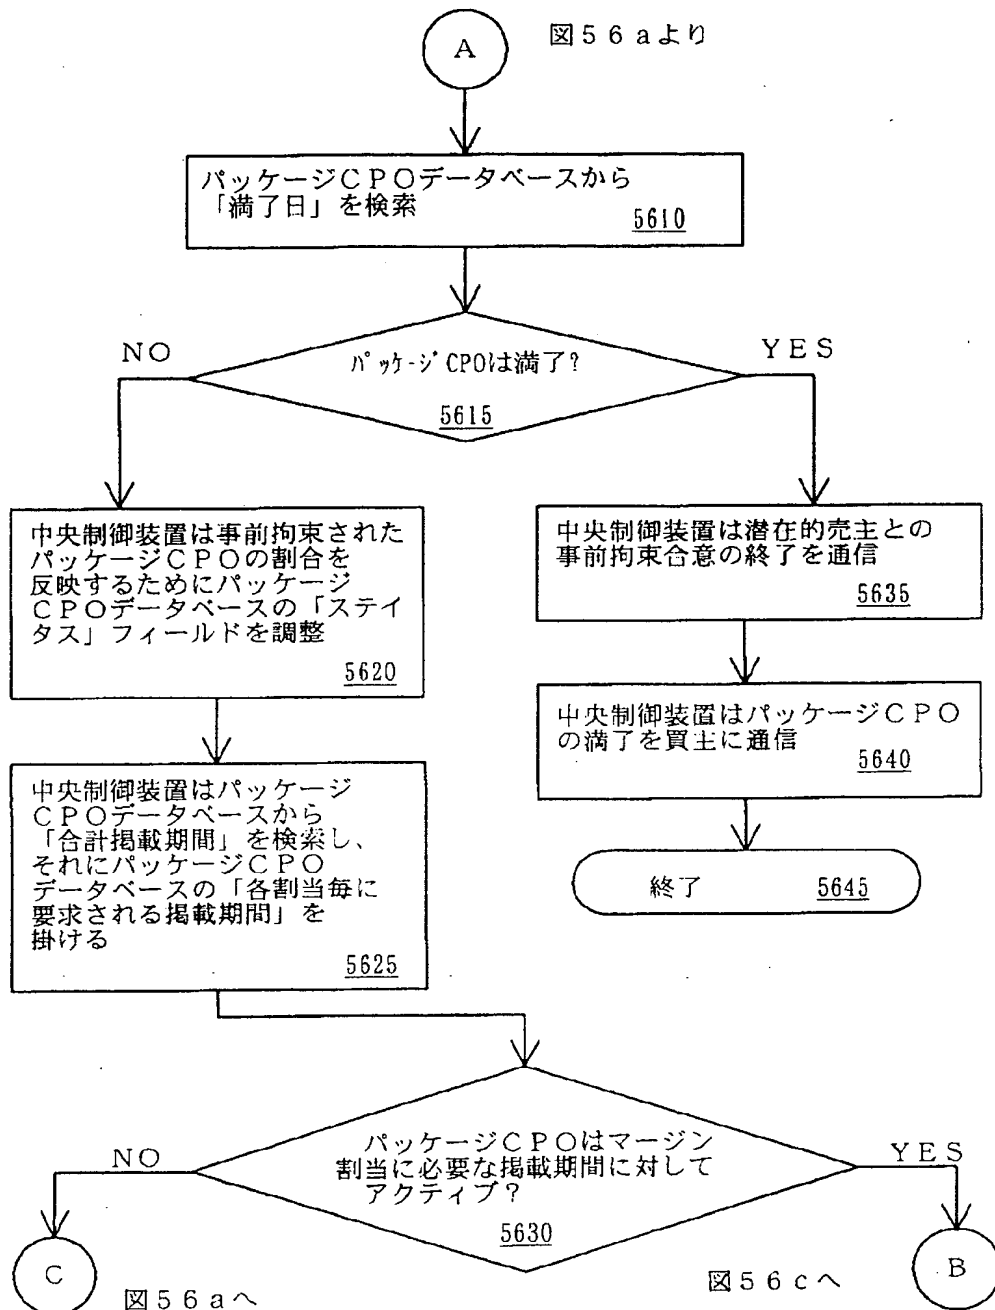 A
図５６ａより
パッケージＣＰＯデータベースから
「満了日」を検索
5610
NO
YES
ﾊﾟｯｹｰｼﾞCPOは満了?
5615
中央制御装置は事前拘束された
パッケージＣＰＯの割合を
反映するためにパッケージ
ＣＰＯデータベースの「ステイ
タス」フィールドを調整
5620
中央制御装置は潜在的売主との
事前拘束合意の終了を通信
5635
中央制御装置はパッケージＣＰＯ
の満了を買主に通信
5640
中央制御装置はパッケージ
ＣＰＯデータベースから
「合計掲載期間」を検索し、
それにパッケージＣＰＯ
データベースの「各割当毎に
要求される掲載期間」を
掛ける
5625
終了
5645
NO
YES
パッケージＣＰＯはマージン
割当に必要な掲載期間に対して
アクティブ？
5630
C
図５６ａへ
図５６ｃへ
B